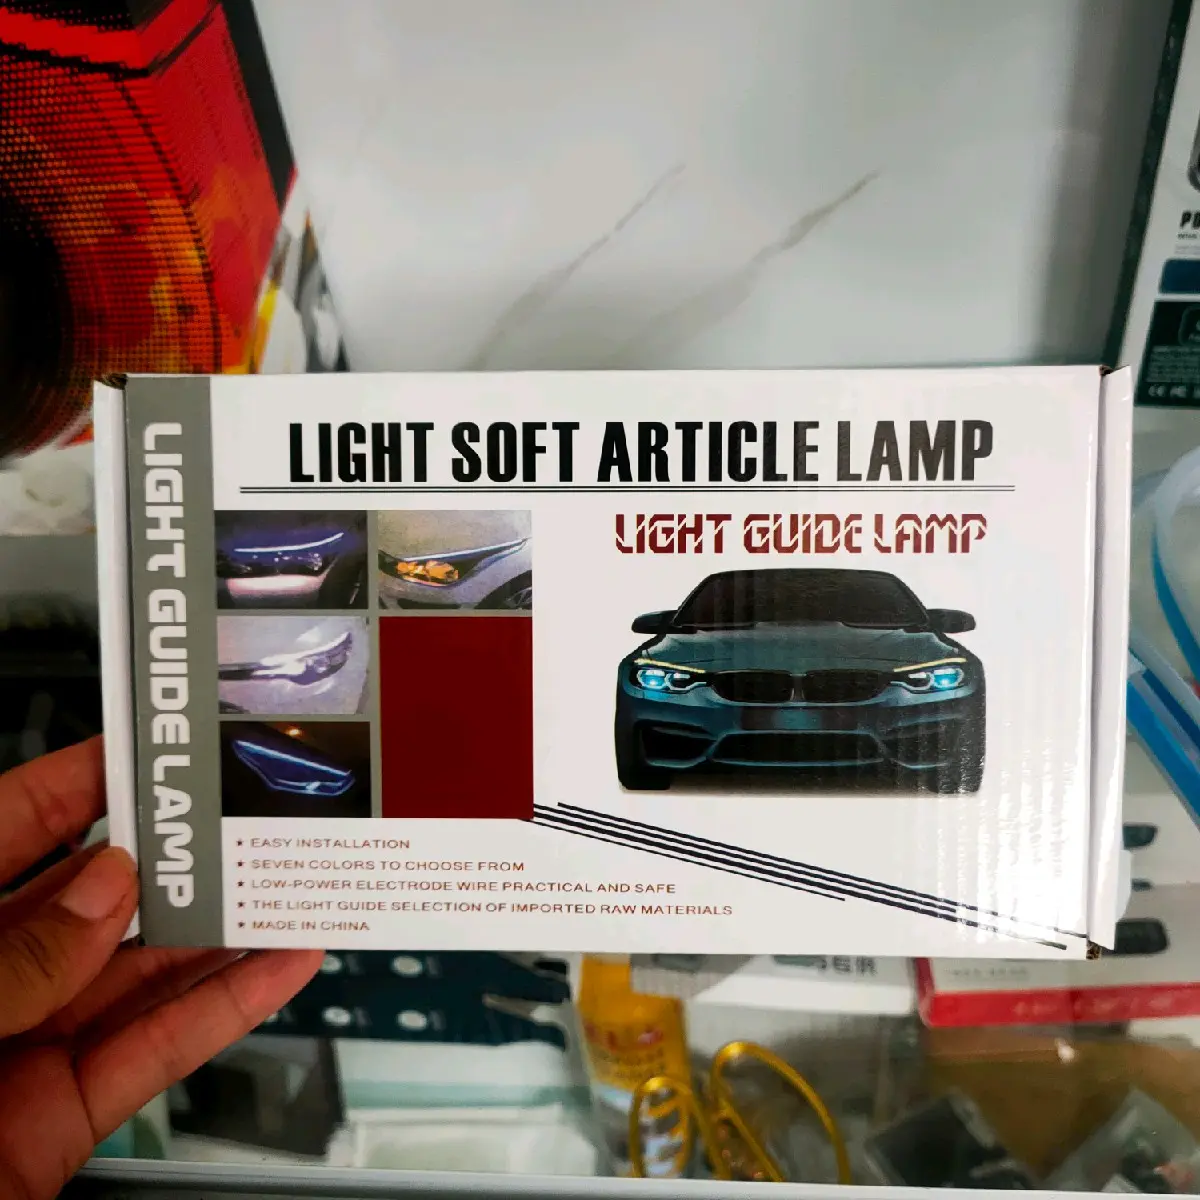 LIGHT SOFT ARTICLE LAMP
LIGHT GUIDE LAMP
LIGHT GUIDE LAMP
★ EASY INSTALLATION
★ SEVEN COLORS TO CHOOSE FROM
★ LOW-POWER ELECTRODE WIRE PRACTICAL AND SAFE
★ THE LIGHT GUIDE SELECTION OF IMPORTED RAW MATERIALS
★ MADE IN CHINA